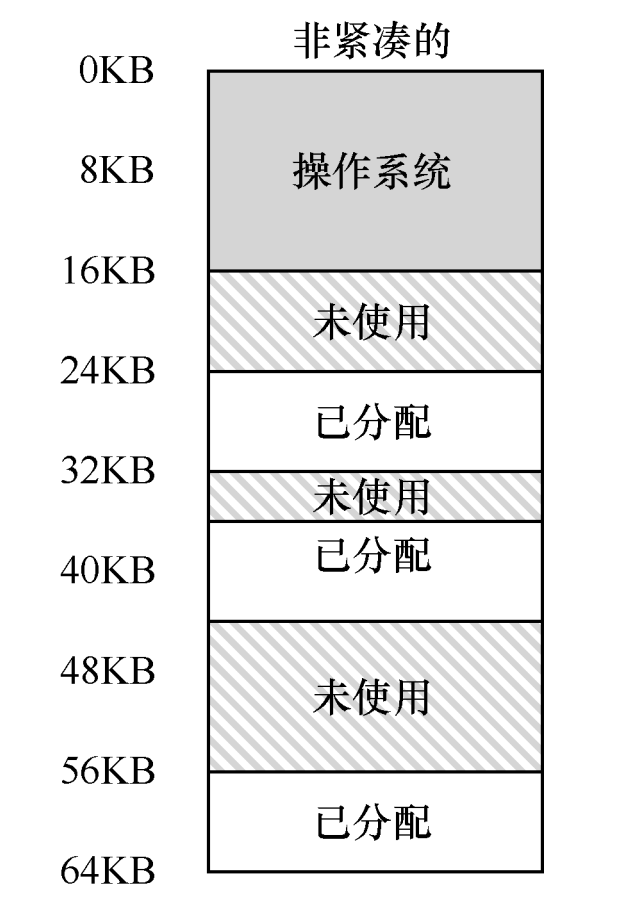 非紧凑的
0KB
8KB
操作系统
16KB
未使用
24KB
已分配
32KB
未使用
已分配
40KB
48KB
未使用
56KB
已分配
64KB